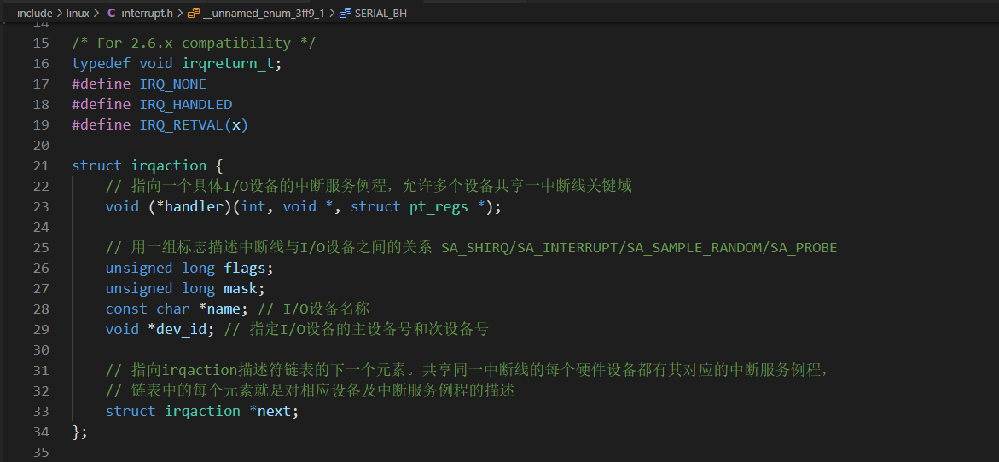 include > linux > C interrupt.h > __unnamed_enum_3ff9_1 > SERIAL_BH
14
15 /* For 2.6.x compatibility */
16 typedef void irqreturn_t;
17 #define IRQ_NONE
18 #define IRQ_HANDLED
19 #define IRQ_RETVAL(x)
20
21 struct irqaction {
22 // 指向一个具体I/O设备的中断服务例程，允许多个设备共享一中断线关键域
23 void (*handler)(int, void *, struct pt_regs *);
24
25 // 用一组标志描述中断线与I/O设备之间的关系 SA_SHIRQ/SA_INTERRUPT/SA_SAMPLE_RANDOM/SA_PROBE
26 unsigned long flags;
27 unsigned long mask;
28 const char *name; // I/O设备名称
29 void *dev_id; // 指定I/O设备的主设备号和次设备号
30
31 // 指向irqaction描述符链表的下一个元素。共享同一中断线的每个硬件设备都有其对应的中断服务例程，
32 // 链表中的每个元素就是对相应设备及中断服务例程的描述
33 struct irqaction *next;
34 };
35